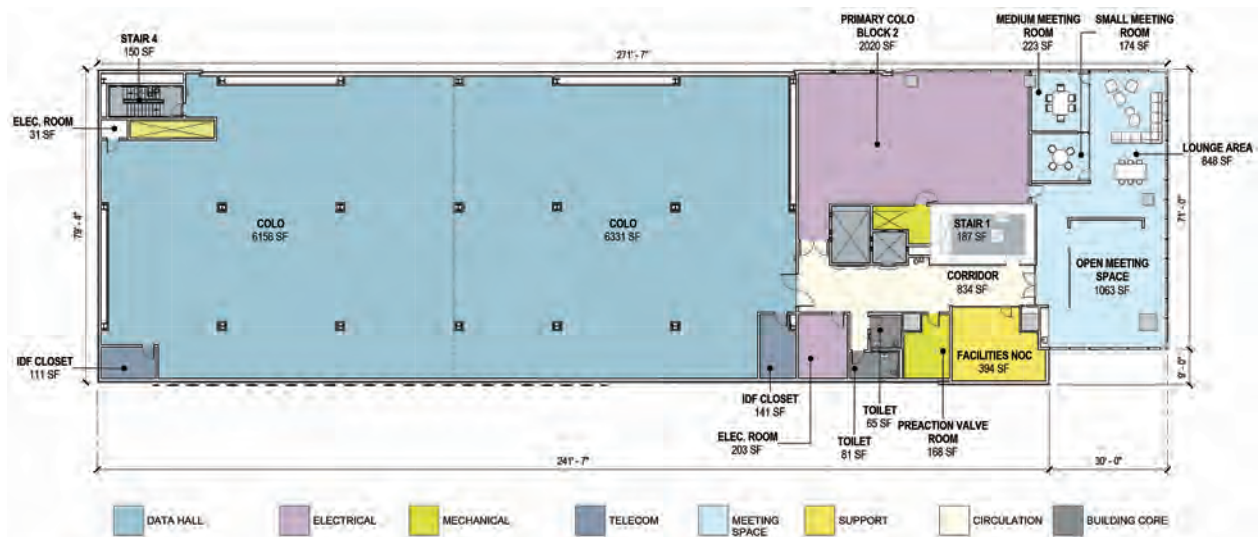 STAIR 4
150 SF
271' - 7"
PRIMARY COLO
BLOCK 2
2020 SF
MEDIUM MEETING
ROOM
223 SF
SMALL MEETING
ROOM
174 SF
ELEC. ROOM
31 SF
LOUNGE AREA
848 SF
79' - 4"
COLO
6158 SF
COLO
6331 SF
STAIR 1
187 SF
71' - 0"
OPEN MEETING
SPACE
1063 SF
CORRIDOR
834 SF
IDF CLOSET
111 SF
FACILITIES NOC
394 SF
9' - 0"
IDF CLOSET
141 SF
TOILET
65 SF
ELEC. ROOM
203 SF
TOILET
81 SF
PREACTION VALVE
ROOM
168 SF
241' - 7"
30' - 0"
DATA HALL
ELECTRICAL
MECHANICAL
TELECOM
MEETING
SPACE
SUPPORT
CIRCULATION
BUILDING CORE